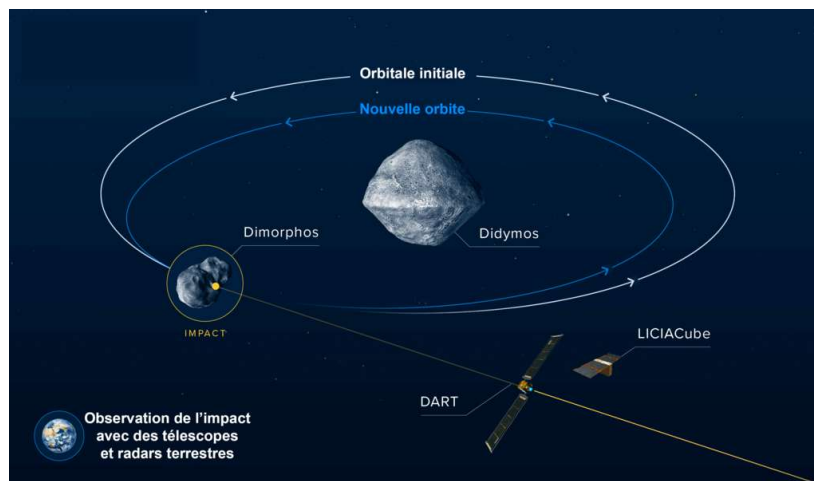 Orbitale initiale
Nouvelle orbite
Dimorphos
Didymos
IMPACT
LICIACube
DART
Observation de l'impact
avec des télescopes
et radars terrestres